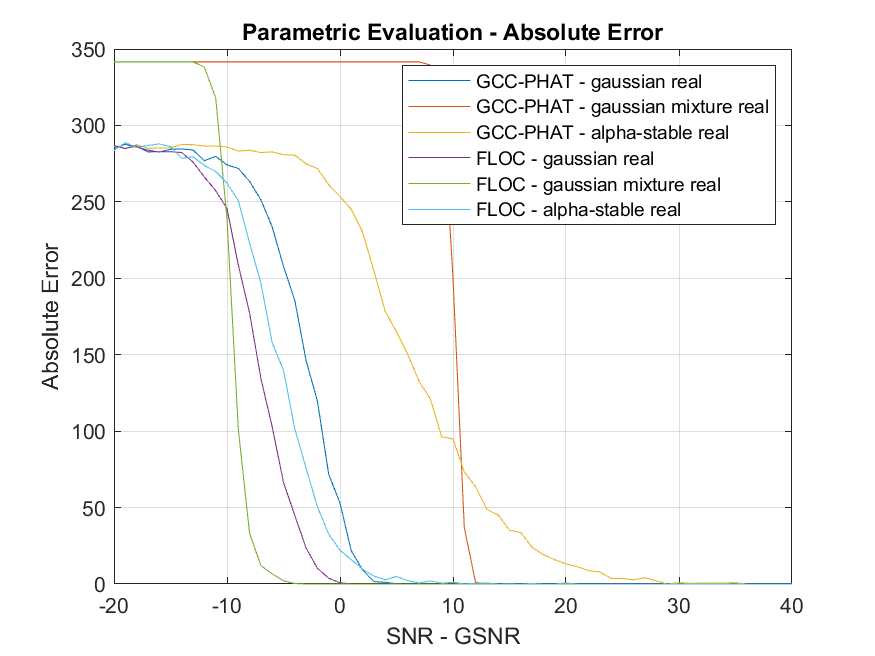 Parametric Evaluation - Absolute Error
350
300
250
200
150
100
50
0
Absolute Error
GCC-PHAT - gaussian real
GCC-PHAT - gaussian mixture real
GCC-PHAT - alpha-stable real
FLOC - gaussian real
FLOC - gaussian mixture real
FLOC - alpha-stable real
-20
-10
0
10
20
30
40
SNR - GSNR